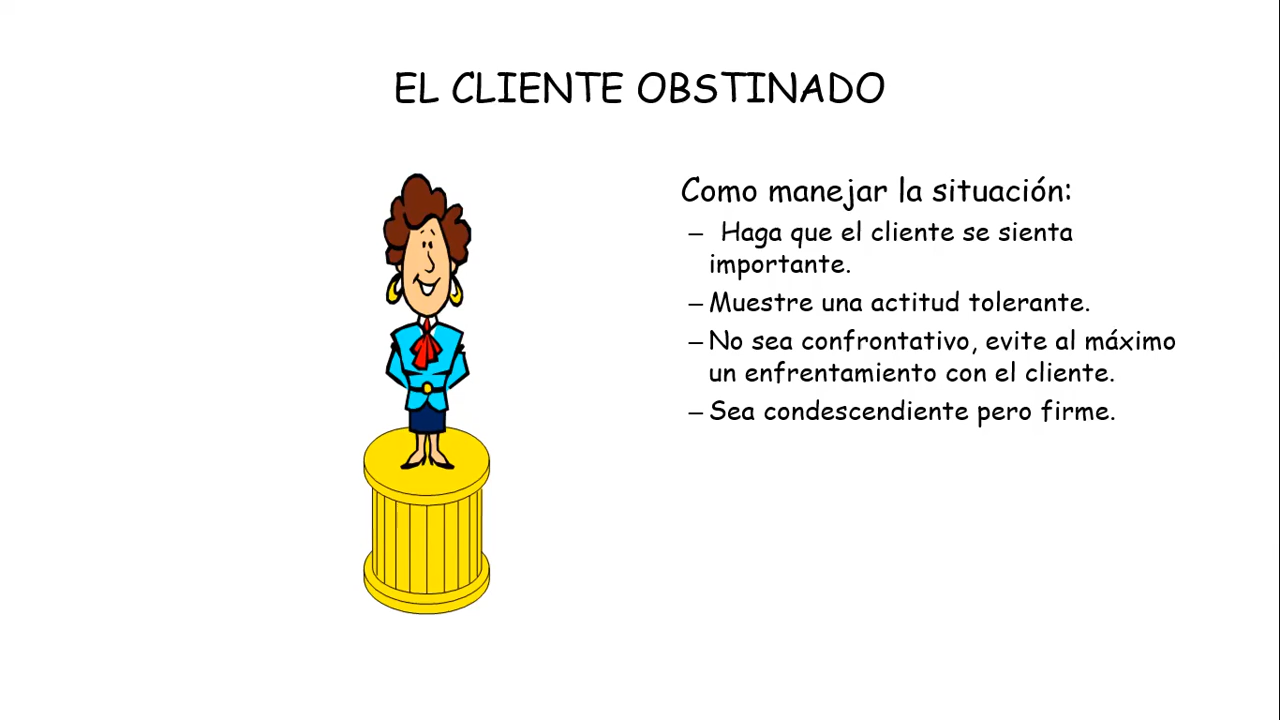 EL CLIENTE OBSTINADO
Como manejar la situación:
– Haga que el cliente se sienta
importante.
– Muestre una actitud tolerante.
– No sea confrontativo, evite al máximo
un enfrentamiento con el cliente.
– Sea condescendiente pero firme.